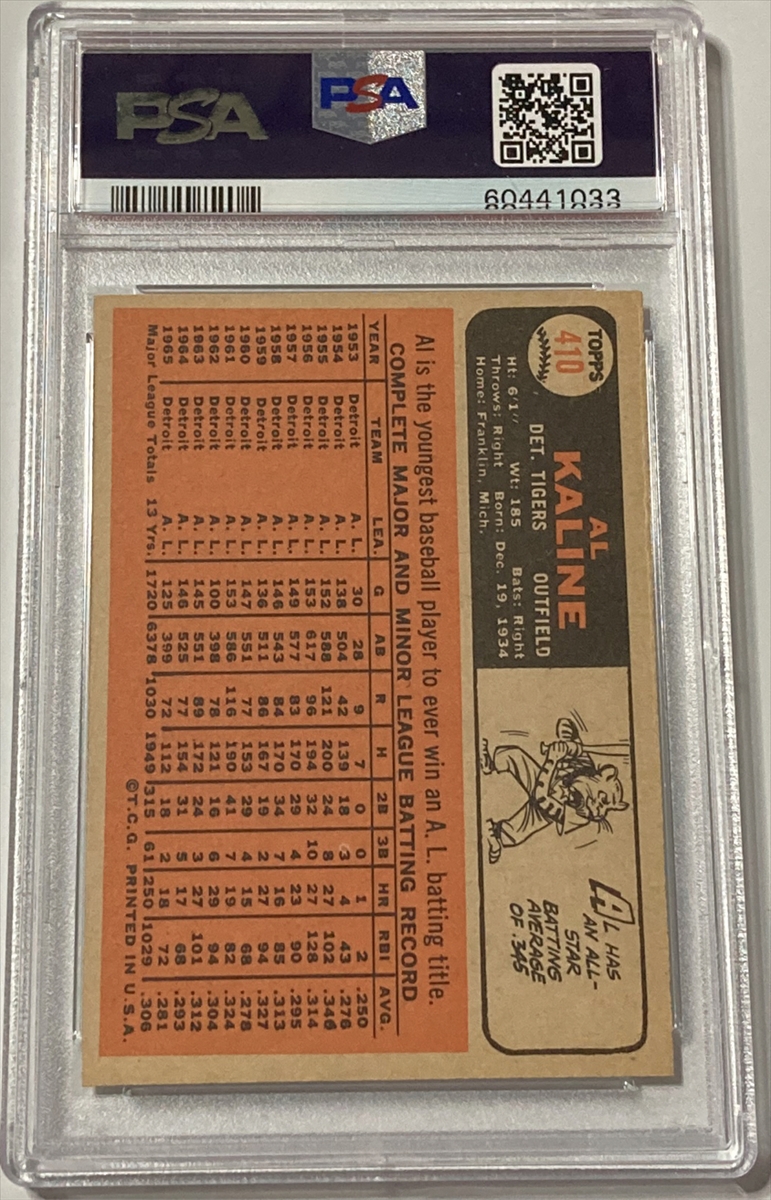 PSA
PSA
60441033
TOPPS
410
AL
KALINE
DET. TIGERS OUTFIELD
Ht: 6'1" Wt: 185 Bats: Right
Throws: Right Born: Dec. 19, 1934
Home: Franklin, Mich.
AL HAS
AN ALL-
STAR
BATTING
AVERAGE
OF .345
Al is the youngest baseball player to ever win an A. L. batting title.
COMPLETE MAJOR AND MINOR LEAGUE BATTING RECORD
YEAR TEAM LEA. G AB R H 2B 3B HR RBI AVG.
1953 Detroit A. L. 30 28 9 7 0 0 1 2 .250
1954 Detroit A. L. 138 504 42 139 18 3 4 43 .276
1955 Detroit A. L. 152 588 121 200 24 8 27 102 .346
1956 Detroit A. L. 153 617 96 194 32 10 27 128 .314
1957 Detroit A. L. 149 577 83 170 29 4 23 90 .295
1958 Detroit A. L. 146 543 84 170 34 7 16 85 .313
1959 Detroit A. L. 136 511 86 167 19 2 27 94 .327
1960 Detroit A. L. 147 551 77 153 29 4 15 68 .278
1961 Detroit A. L. 153 586 116 190 41 7 19 82 .324
1962 Detroit A. L. 100 398 78 121 16 6 29 94 .304
1963 Detroit A. L. 145 551 89 172 24 3 27 101 .312
1964 Detroit A. L. 146 525 77 154 31 5 17 68 .293
1965 Detroit A. L. 125 399 72 112 18 2 18 72 .281
Major League Totals 13 Yrs. 1720 6378 1030 1949 315 61 250 1029 .306
©T.C.G. PRINTED IN U.S.A.